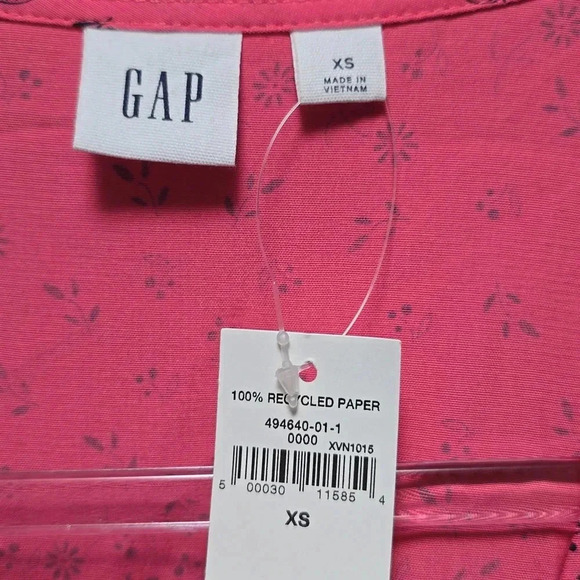 GAP
XS
MADE IN
VIETNAM
100% RECYCLED PAPER
494640-01-1
0000 XVN1015
5 00030 11585 4
XS